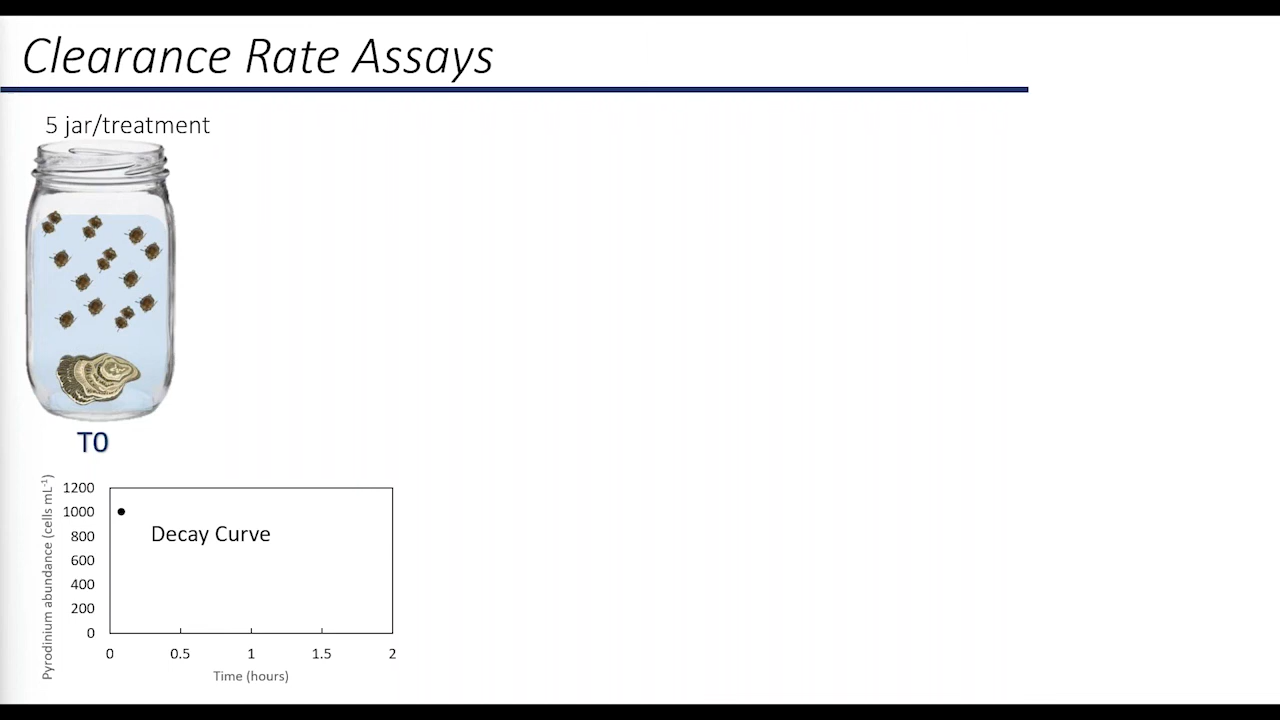 Clearance Rate Assays
5 jar/treatment
T0
Pyrodinium abundance (cells mL⁻¹)
1200
1000
800
600
400
200
0
Decay Curve
0 0.5 1 1.5 2
Time (hours)